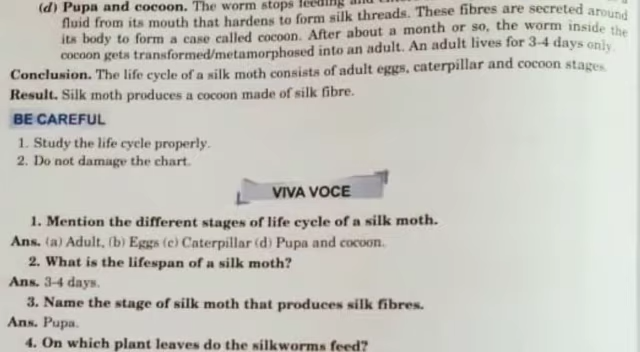 (d) Pupa and cocoon. The worm stops feeding and
fluid from its mouth that hardens to form silk threads. These fibres are secreted around
its body to form a case called cocoon. After about a month or so, the worm inside the
cocoon gets transformed/metamorphosed into an adult. An adult lives for 3-4 days only.
Conclusion. The life cycle of a silk moth consists of adult eggs, caterpillar and cocoon stages.
Result. Silk moth produces a cocoon made of silk fibre.
BE CAREFUL
1. Study the life cycle properly.
2. Do not damage the chart.
VIVA VOCE
1. Mention the different stages of life cycle of a silk moth.
Ans. (a) Adult, (b) Eggs (c) Caterpillar (d) Pupa and cocoon.
2. What is the lifespan of a silk moth?
Ans. 3-4 days.
3. Name the stage of silk moth that produces silk fibres.
Ans. Pupa.
4. On which plant leaves do the silkworms feed?